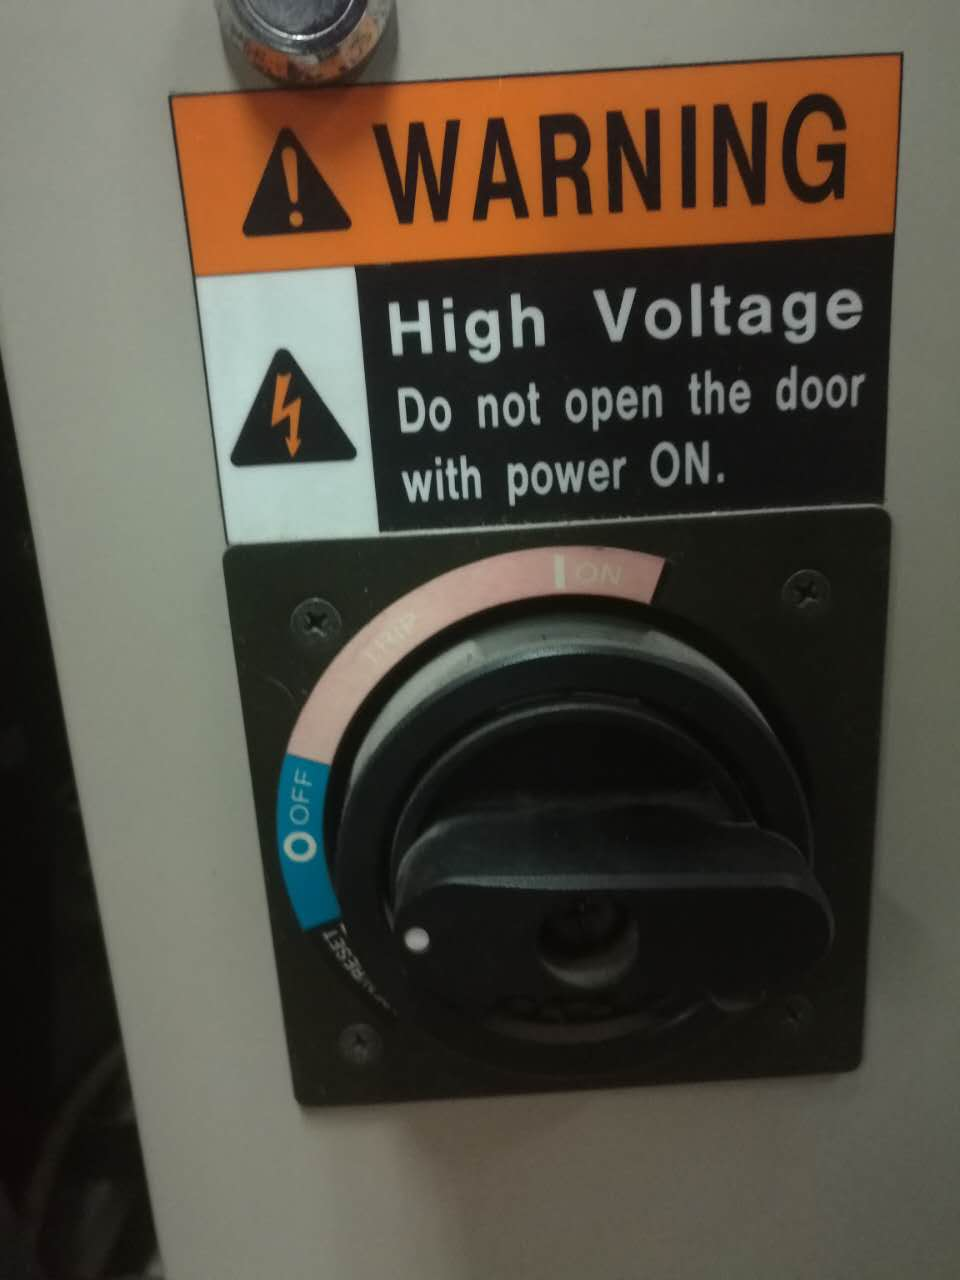 WARNING
High Voltage
Do not open the door
with power ON.
I ON
TRIP
O OFF
RESET